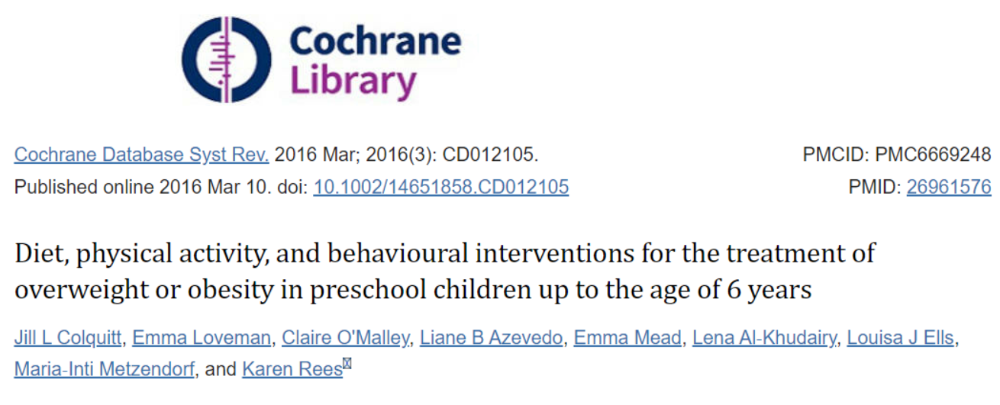 Cochrane
Library
Cochrane Database Syst Rev. 2016 Mar; 2016(3): CD012105. PMCID: PMC6669248
Published online 2016 Mar 10. doi: 10.1002/14651858.CD012105 PMID: 26961576
Diet, physical activity, and behavioural interventions for the treatment of
overweight or obesity in preschool children up to the age of 6 years
Jill L Colquitt, Emma Loveman, Claire O'Malley, Liane B Azevedo, Emma Mead, Lena Al-Khudairy, Louisa J Ells,
Maria-Inti Metzendorf, and Karen Rees